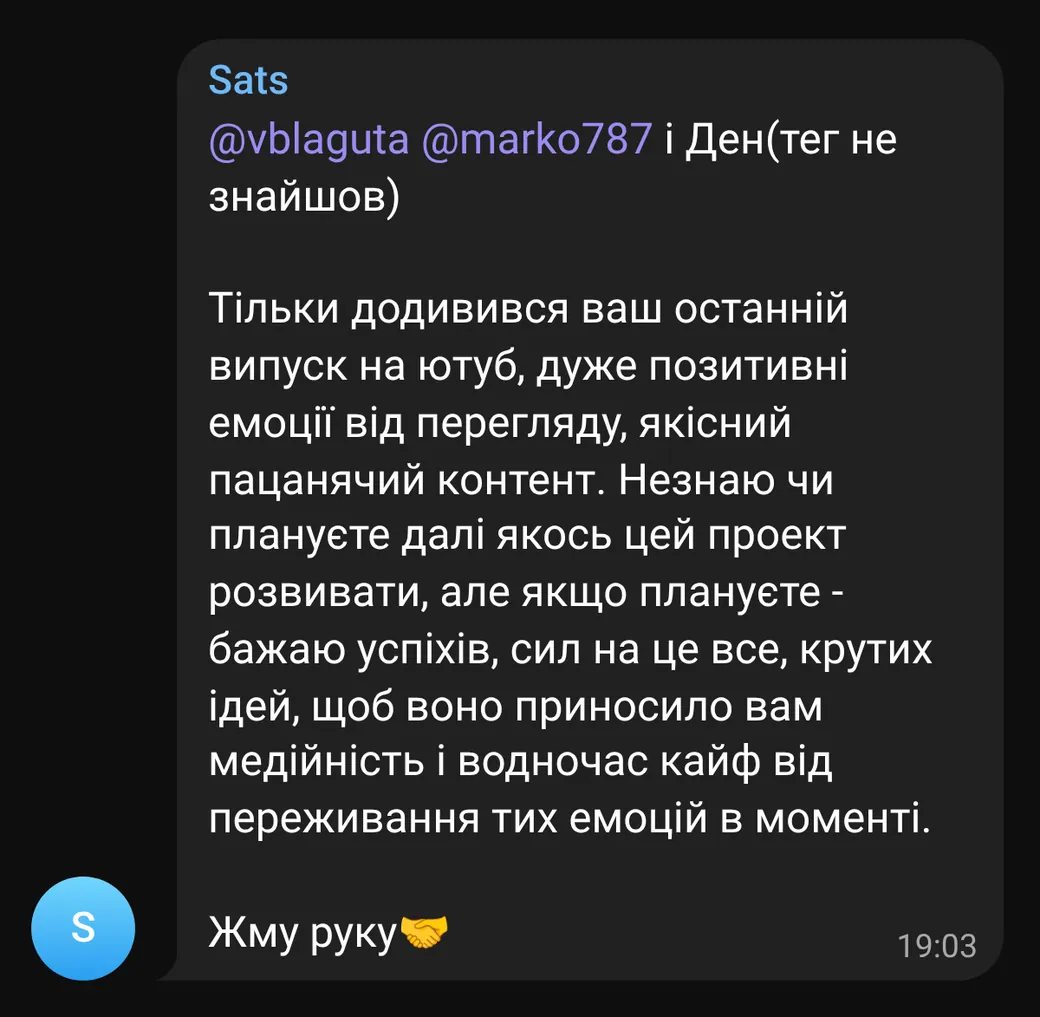 Sats
@vblaguta @marko787 і Ден(тег не
знайшов)
Тільки додивився ваш останній
випуск на ютуб, дуже позитивні
емоції від перегляду, якісний
пацанячий контент. Незнаю чи
плануєте далі якось цей проект
розвивати, але якщо плануєте -
бажаю успіхів, сил на це все, крутих
ідей, щоб воно приносило вам
медійність і водночас кайф від
переживання тих емоцій в моменті.
Жму руку🤝
19:03
S